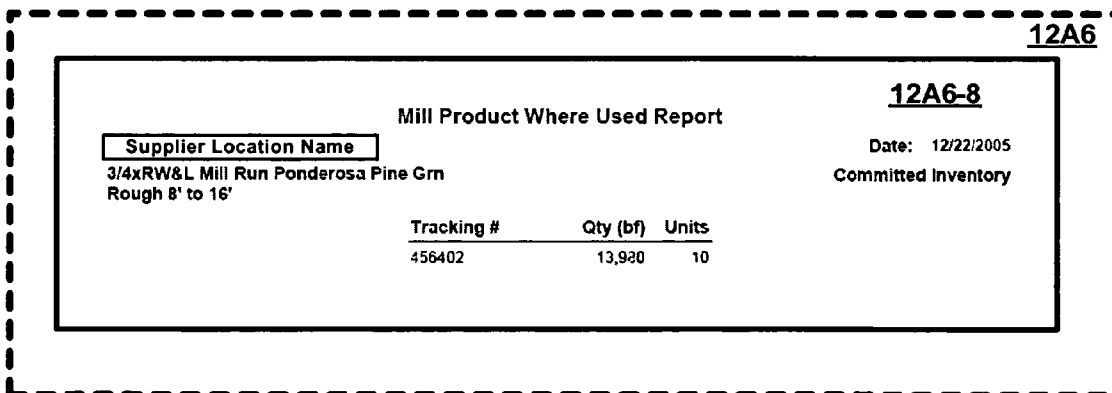 12A6
12A6-8
Mill Product Where Used Report
Supplier Location Name
Date: 12/22/2005
3/4xRW&L Mill Run Ponderosa Pine Grn
Committed Inventory
Rough 8' to 16'
Tracking # Qty (bf) Units
456402 13,980 10